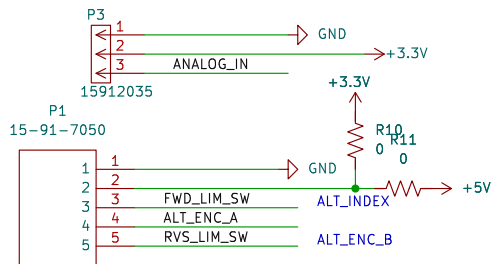 P3
1
GND
2
+3.3V
3 ANALOG_IN
15912035
+3.3V
P1
15-91-7050
R10
0
R11
0
1 1 GND
2 2 +5V
3 3 FWD_LIM_SW ALT_INDEX
4 4 ALT_ENC_A
5 5 RVS_LIM_SW ALT_ENC_B